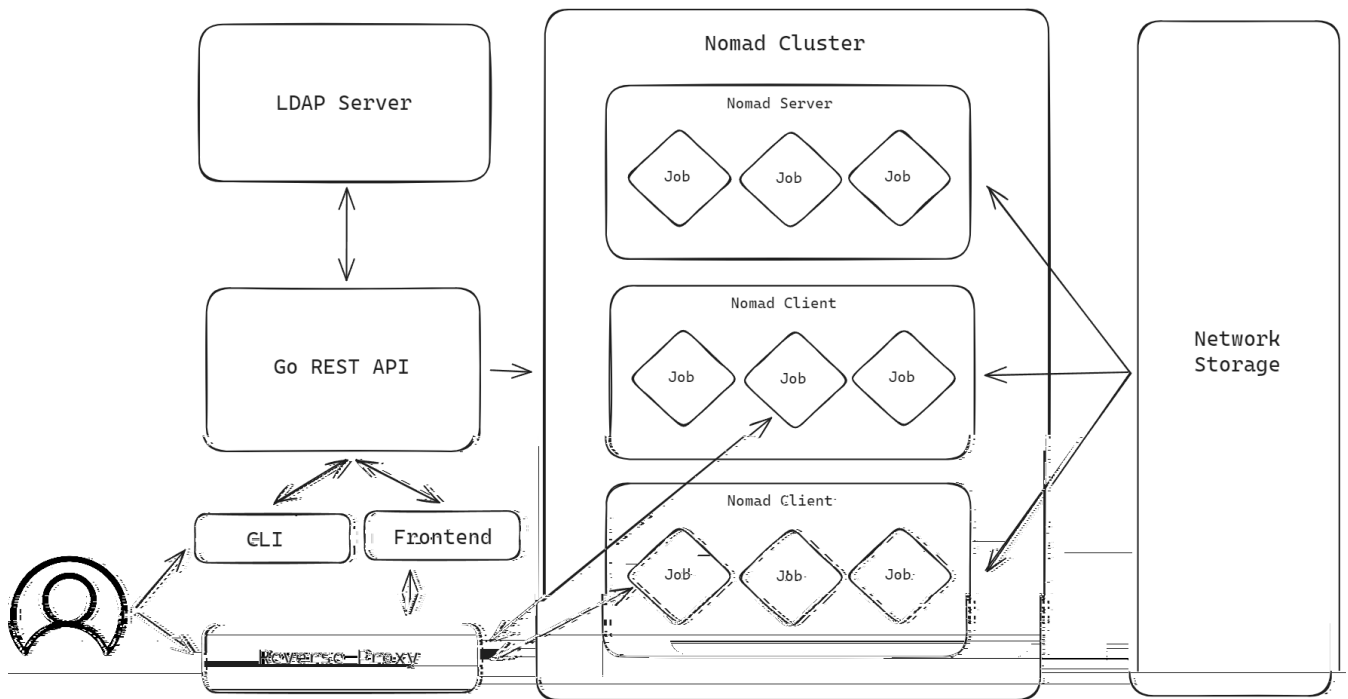 Nomad Cluster
LDAP Server
Nomad Server
Job
Job
Job
Nomad Client
Job
Job
Job
Go REST API
Network
Storage
Nomad Client
Job
Job
Job
CLI
Frontend
Reverse-Proxy